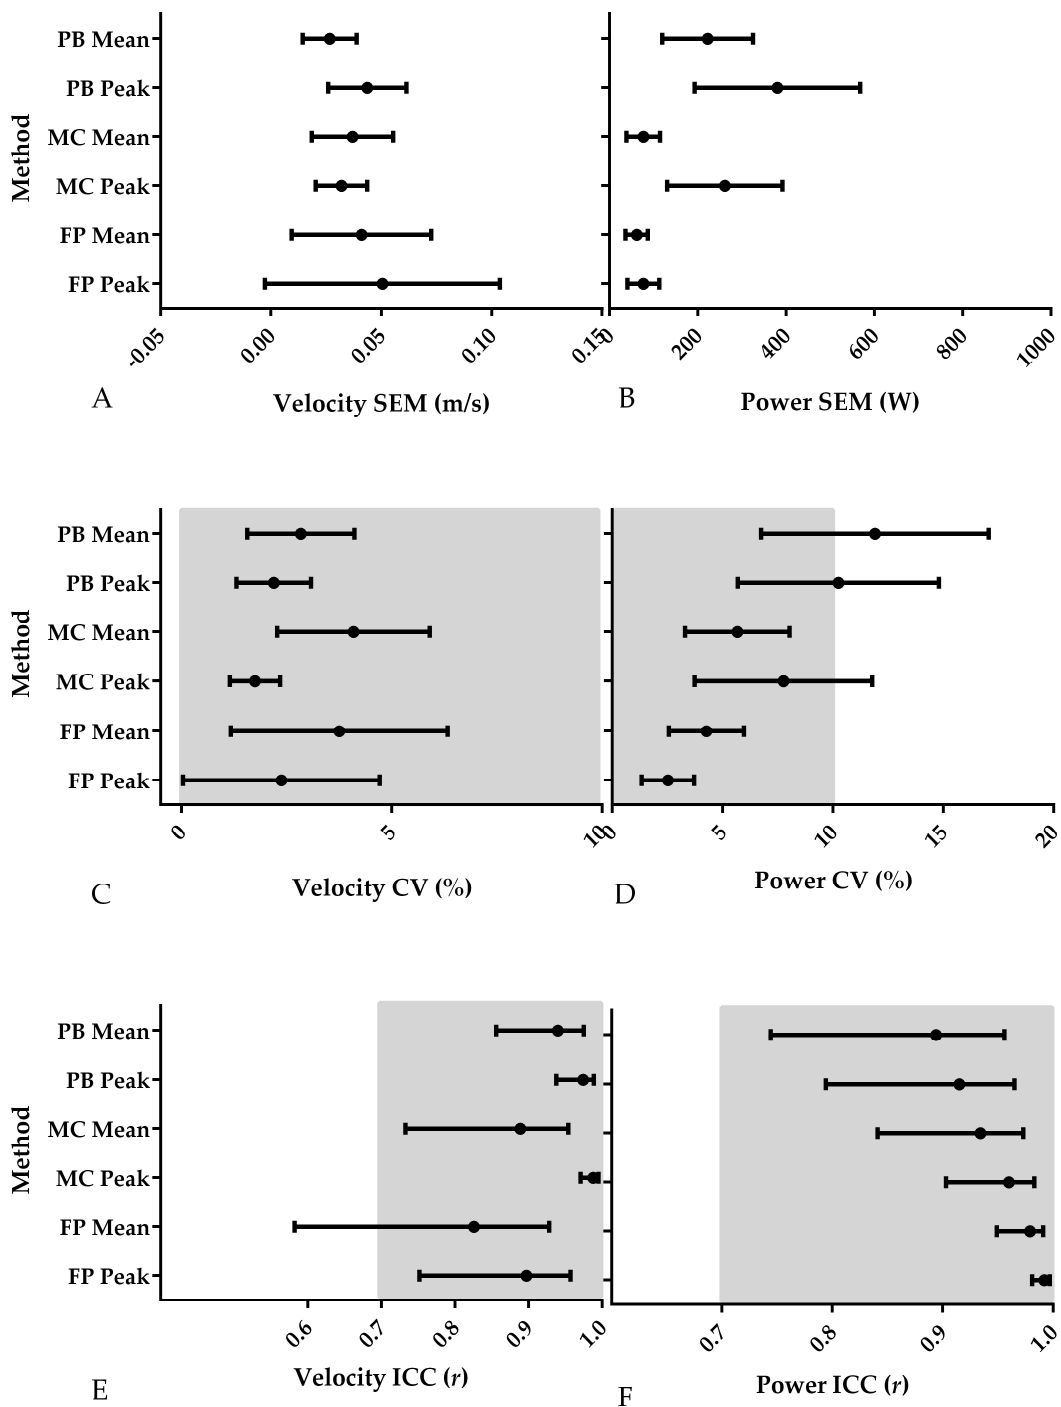 PB Mean
PB Peak
MC Mean
MC Peak
FP Mean
FP Peak
Method
-0.05
0.00
0.05
0.10
0.15
0
200
400
600
800
1000
A
Velocity SEM (m/s)
B
Power SEM (W)
PB Mean
PB Peak
MC Mean
MC Peak
FP Mean
FP Peak
Method
0
5
10
0
5
10
15
20
C
Velocity CV (%)
D
Power CV (%)
PB Mean
PB Peak
MC Mean
MC Peak
FP Mean
FP Peak
Method
0.6
0.7
0.8
0.9
1.0
0.7
0.8
0.9
1.0
E
Velocity ICC (r)
F
Power ICC (r)